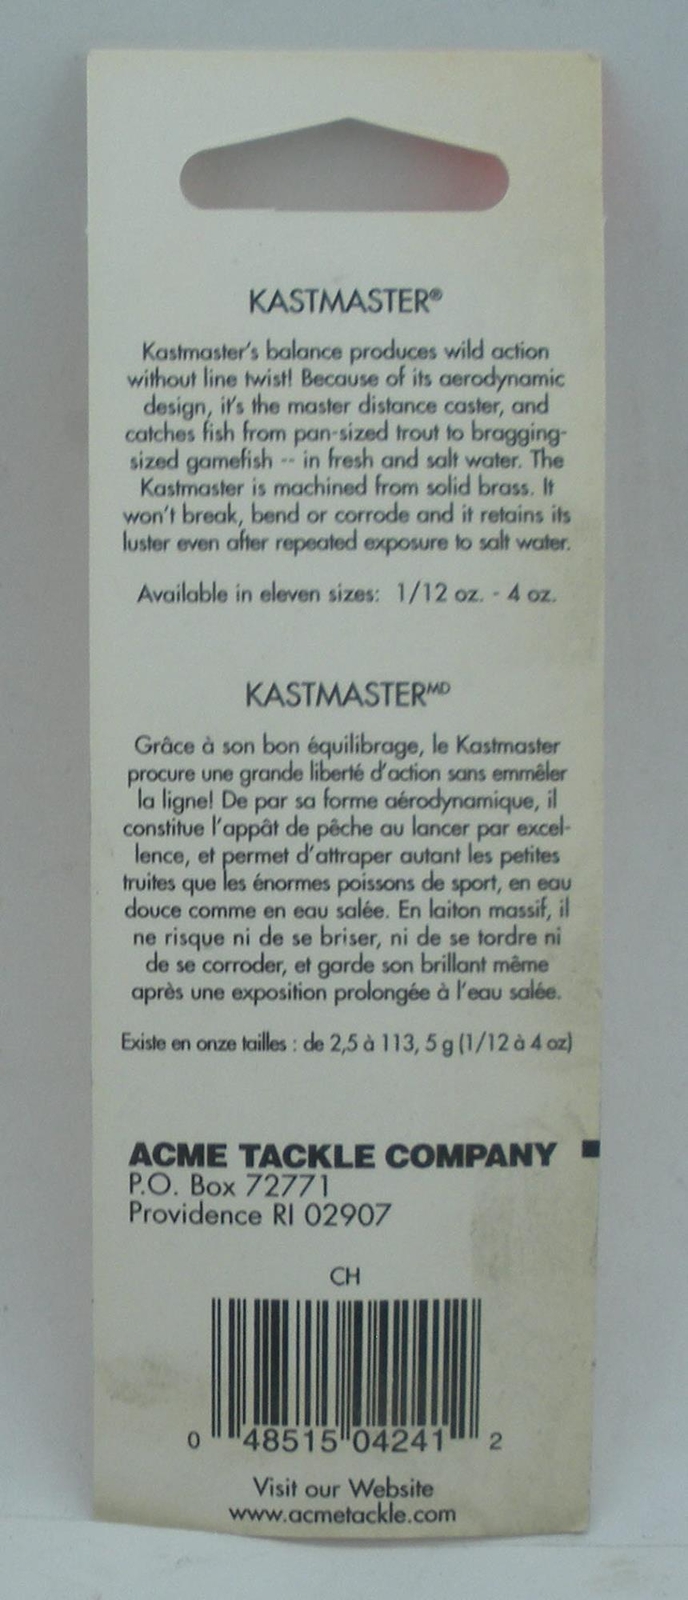 KASTMASTER®
Kastmaster's balance produces wild action
without line twist! Because of its aerodynamic
design, it's the master distance caster, and
catches fish from pan-sized trout to bragging-
sized gamefish -- in fresh and salt water. The
Kastmaster is machined from solid brass. It
won't break, bend or corrode and it retains its
luster even after repeated exposure to salt water.
Available in eleven sizes: 1/12 oz. - 4 oz.
KASTMASTERMD
Grâce à son bon équilibrage, le Kastmaster
procure une grande liberté d'action sans emmêler
la ligne! De par sa forme aérodynamique, il
constitue l'appât de pêche au lancer par excel-
lence, et permet d'attraper autant les petites
truites que les énormes poissons de sport, en eau
douce comme en eau salée. En laiton massif, il
ne risque ni de se briser, ni de se tordre ni
de se corroder, et garde son brillant même
après une exposition prolongée à l'eau salée.
Existe en onze tailles : de 2,5 à 113, 5 g (1/12 à 4 oz)
ACME TACKLE COMPANY
P.O. Box 72771
Providence RI 02907
CH
0 48515 04241 2
Visit our Website
www.acmetackle.com